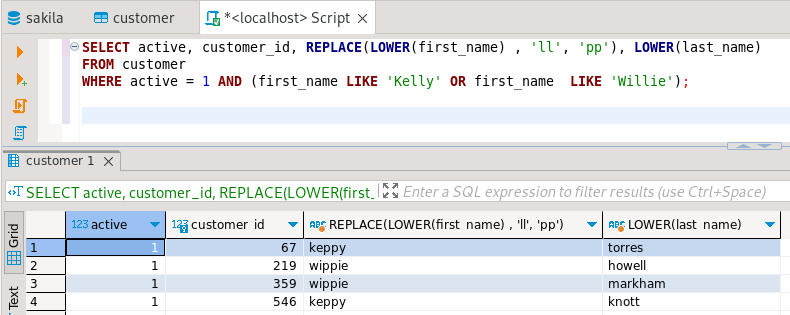 sakila customer *<localhost> Script
SELECT active, customer_id, REPLACE(LOWER(first_name) , 'll', 'pp'), LOWER(last_name)
FROM customer
WHERE active = 1 AND (first_name LIKE 'Kelly' OR first_name  LIKE 'Willie');
customer 1
SELECT active, customer_id, REPLACE(LOWER(first_ Enter a SQL expression to filter results (use Ctrl+Space)
Grid 123 active 123 customer_id ABC REPLACE(LOWER(first_name) , 'll', 'pp') ABC LOWER(last_name)
1 1 67 keppy torres
2 1 219 wippie howell
3 1 359 wippie markham
4 1 546 keppy knott
Text